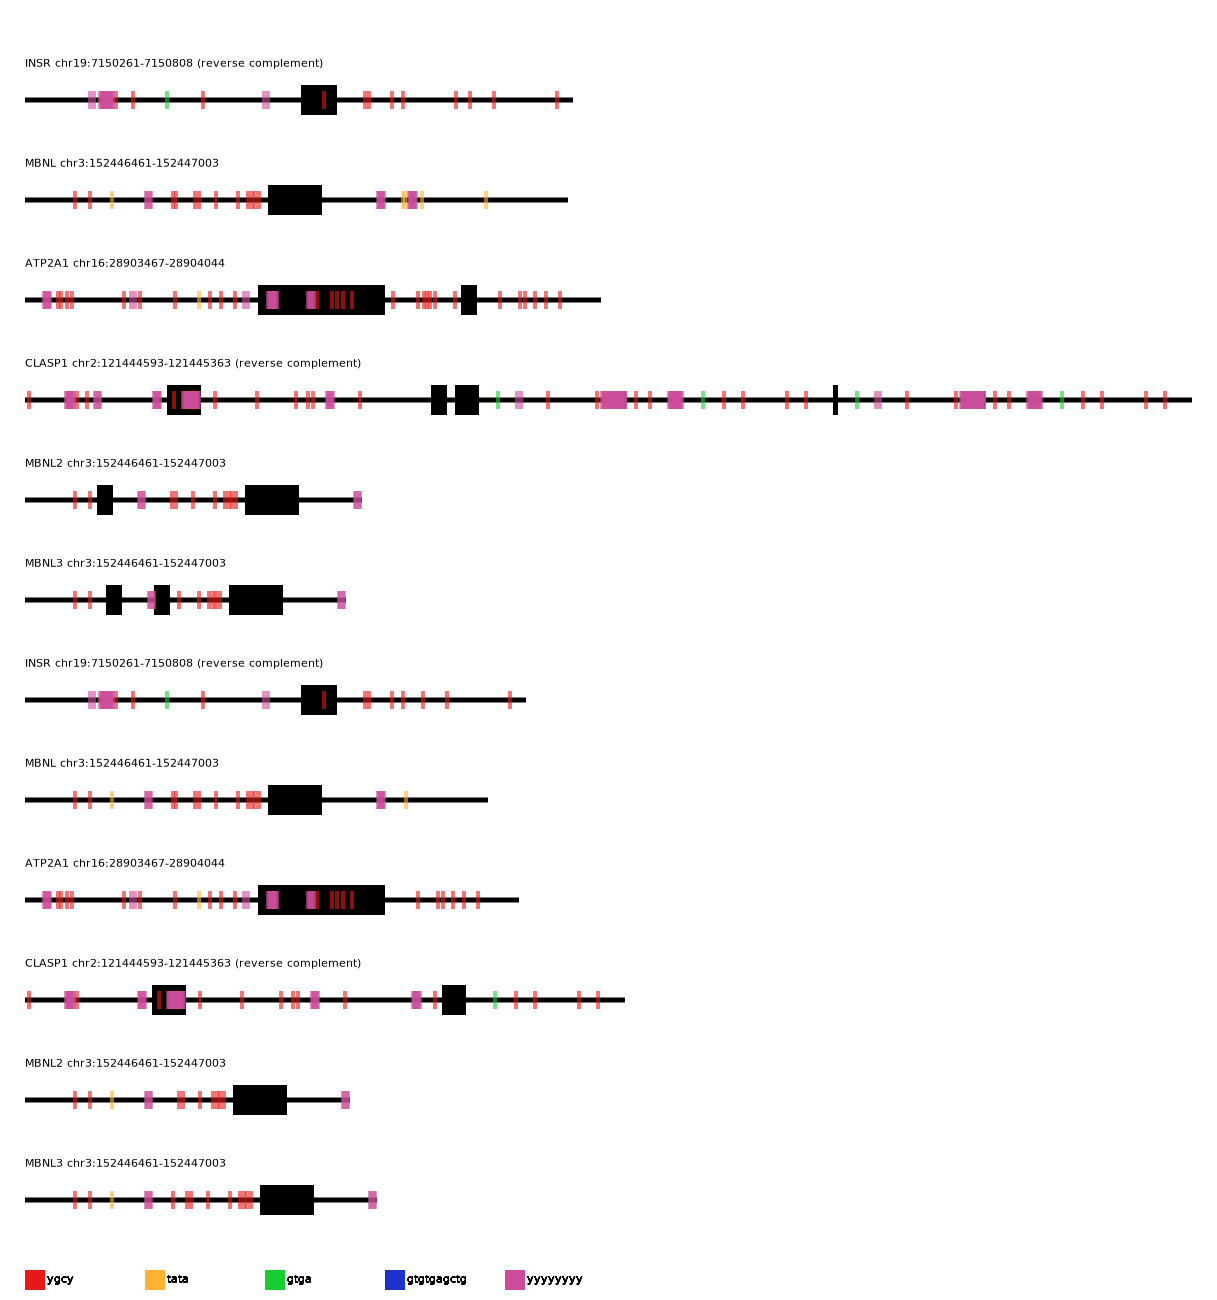 INSR chr19:7150261-7150808 (reverse complement)
MBNL chr3:152446461-152447003
ATP2A1 chr16:28903467-28904044
CLASP1 chr2:121444593-121445363 (reverse complement)
MBNL2 chr3:152446461-152447003
MBNL3 chr3:152446461-152447003
INSR chr19:7150261-7150808 (reverse complement)
MBNL chr3:152446461-152447003
ATP2A1 chr16:28903467-28904044
CLASP1 chr2:121444593-121445363 (reverse complement)
MBNL2 chr3:152446461-152447003
MBNL3 chr3:152446461-152447003
ygcy tata gtga gtgtgagctg yyyyyyyy